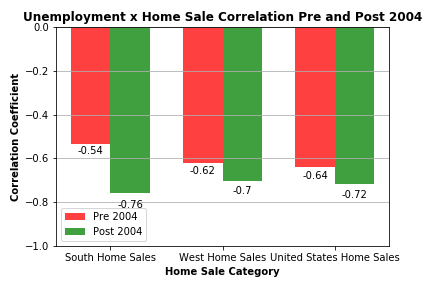 Unemployment x Home Sale Correlation Pre and Post 2004
Correlation Coefficient
0.0
−0.2
−0.4
−0.6
−0.8
−1.0
-0.54
-0.76
-0.62
-0.7
-0.64
-0.72
Pre 2004
Post 2004
South Home Sales
West Home Sales
United States Home Sales
Home Sale Category